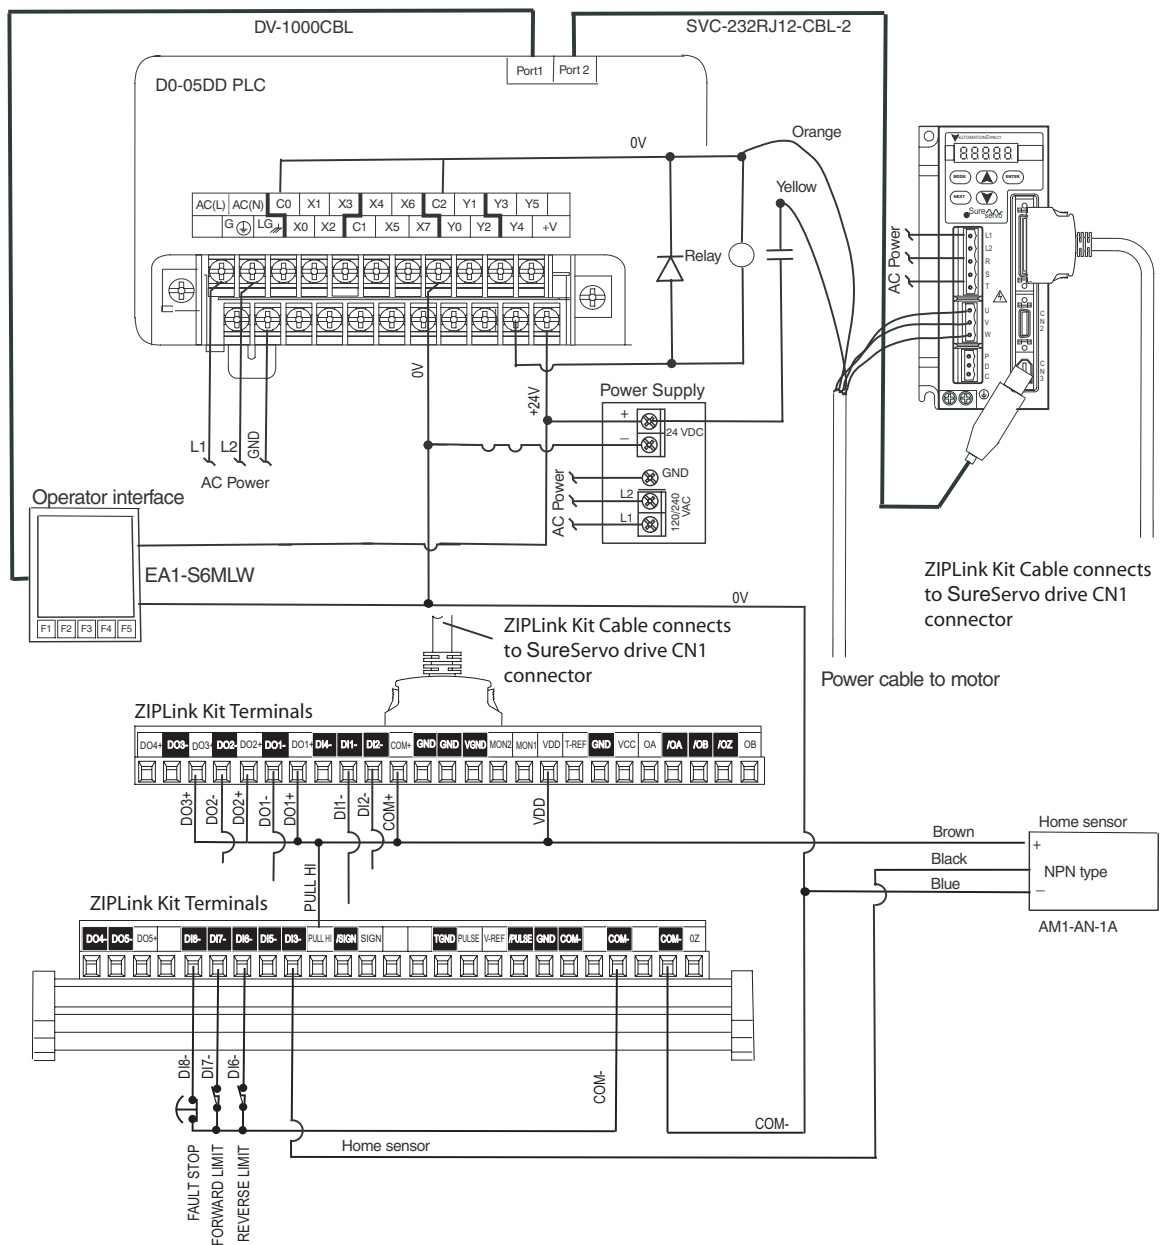 DV-1000CBL
SVC-232RJ12-CBL-2
Port1 Port 2
D0-05DD PLC
0V
Orange
Yellow
Relay
AC(L) AC(N) C0 X1 X3 X4 X6 C2 Y1 Y3 Y5
G LG X0 X2 C1 X5 X7 Y0 Y2 Y4 +V
AUTOMATIONDIRECT
88888
MODE ENTER
NEXT
Sure Servo
AC Power
L1
L2
R
S
T
U
V
W
P
D
C
CN2
CN3
0V
+24V
Power Supply
+
24 VDC
–
GND
L2
L1
120/240 VAC
AC Power
L1 L2 GND
AC Power
Operator interface
EA1-S6MLW
F1 F2 F3 F4 F5
0V
ZIPLink Kit Cable connects
to SureServo drive CN1
connector
ZIPLink Kit Cable connects
to SureServo drive CN1
connector
Power cable to motor
ZIPLink Kit Terminals
DO4+ DO3- DO3+ DO2- DO2+ DO1- DO1+ DI4- DI1- DI2- COM+ GND GND VGND MON2 MON1 VDD T-REF GND VCC OA /OA /OB /OZ OB
DO3+ DO2- DO2+ DO1- DO1+ DI1- DI2- COM+ VDD
PULL HI
Brown
Black
Blue
Home sensor
+
NPN type
–
AM1-AN-1A
ZIPLink Kit Terminals
DO4- DO5- DO5+ DI8- DI7- DI6- DI5- DI3- PULL HI /SIGN SIGN TGND PULSE V-REF /PULSE GND COM- COM- COM- 0Z
DI8- DI7- DI6-
COM-
COM-
Home sensor
FAULT STOP
FORWARD LIMIT
REVERSE LIMIT